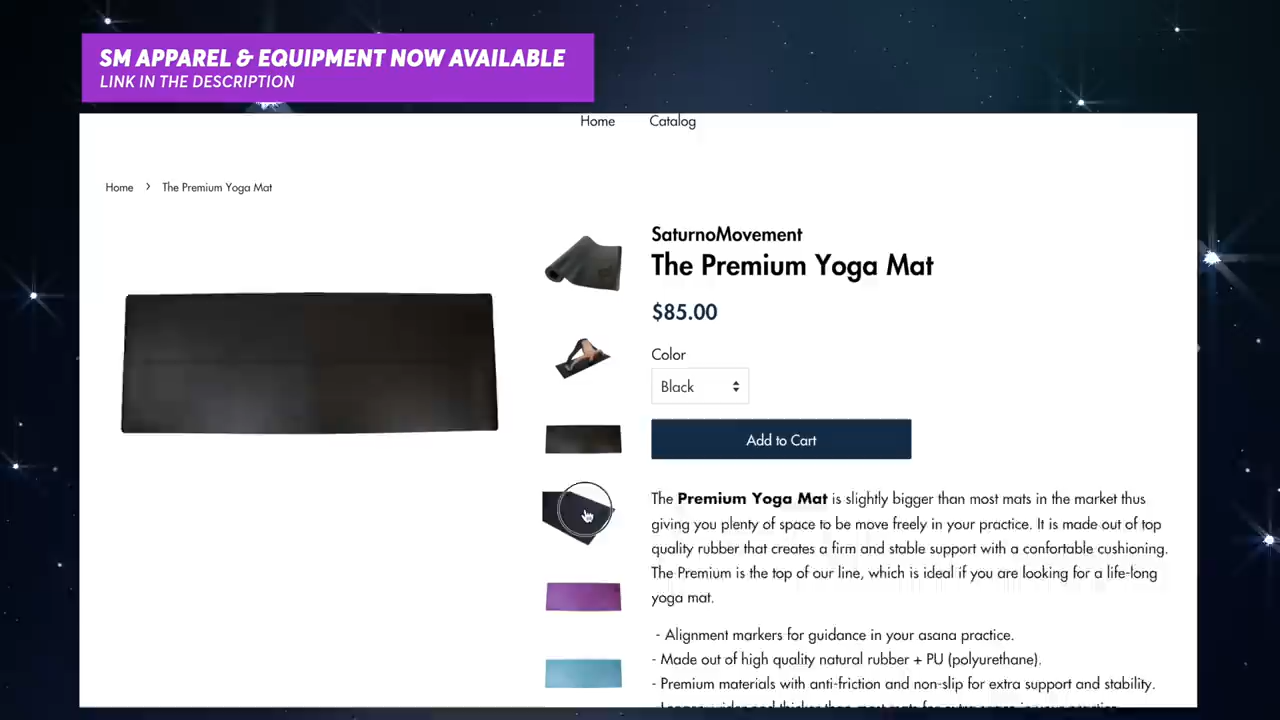 SM APPAREL & EQUIPMENT NOW AVAILABLE
LINK IN THE DESCRIPTION
Home Catalog
Home › The Premium Yoga Mat
SaturnoMovement
The Premium Yoga Mat
$85.00
Color
Black
Add to Cart
The Premium Yoga Mat is slightly bigger than most mats in the market thus
giving you plenty of space to be move freely in your practice. It is made out of top
quality rubber that creates a firm and stable support with a confortable cushioning.
The Premium is the top of our line, which is ideal if you are looking for a life-long
yoga mat.
- Alignment markers for guidance in your asana practice.
- Made out of high quality natural rubber + PU (polyurethane).
- Premium materials with anti-friction and non-slip for extra support and stability.